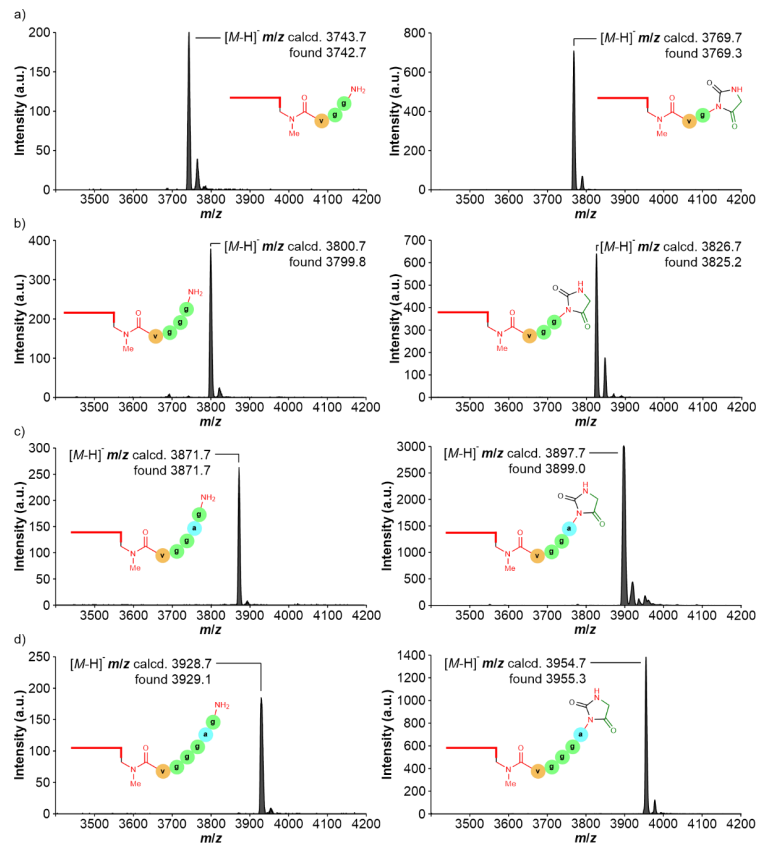 a)
[M-H]⁻ m/z calcd. 3743.7
found 3742.7
Intensity (a.u.)
200
150
100
50
0
3500 3600 3700 3800 3900 4000 4100 4200
m/z
N
Me
O
v
g
g
NH₂
[M-H]⁻ m/z calcd. 3769.7
found 3769.3
Intensity (a.u.)
800
600
400
200
0
3500 3600 3700 3800 3900 4000 4100 4200
m/z
N
Me
O
v
g
O
NH
N
O
b)
[M-H]⁻ m/z calcd. 3800.7
found 3799.8
Intensity (a.u.)
400
300
200
100
0
3500 3600 3700 3800 3900 4000 4100 4200
m/z
N
Me
O
v
g
g
g
NH₂
[M-H]⁻ m/z calcd. 3826.7
found 3825.2
Intensity (a.u.)
700
600
500
400
300
200
100
0
3500 3600 3700 3800 3900 4000 4100 4200
m/z
N
Me
O
v
g
g
O
H
N
N
O
c)
[M-H]⁻ m/z calcd. 3871.7
found 3871.7
Intensity (a.u.)
300
250
200
150
100
50
0
3500 3600 3700 3800 3900 4000 4100 4200
m/z
N
Me
O
v
g
g
a
g
NH₂
[M-H]⁻ m/z calcd. 3897.7
found 3899.0
Intensity (a.u.)
3000
2500
2000
1500
1000
500
0
3500 3600 3700 3800 3900 4000 4100 4200
m/z
N
Me
O
v
g
g
a
O
H
N
N
O
d)
[M-H]⁻ m/z calcd. 3928.7
found 3929.1
Intensity (a.u.)
250
200
150
100
50
0
3500 3600 3700 3800 3900 4000 4100 4200
m/z
N
Me
O
v
g
g
g
a
g
NH₂
[M-H]⁻ m/z calcd. 3954.7
found 3955.3
Intensity (a.u.)
1400
1200
1000
800
600
400
200
0
3500 3600 3700 3800 3900 4000 4100 4200
m/z
N
Me
O
v
g
g
g
a
O
H
N
N
O